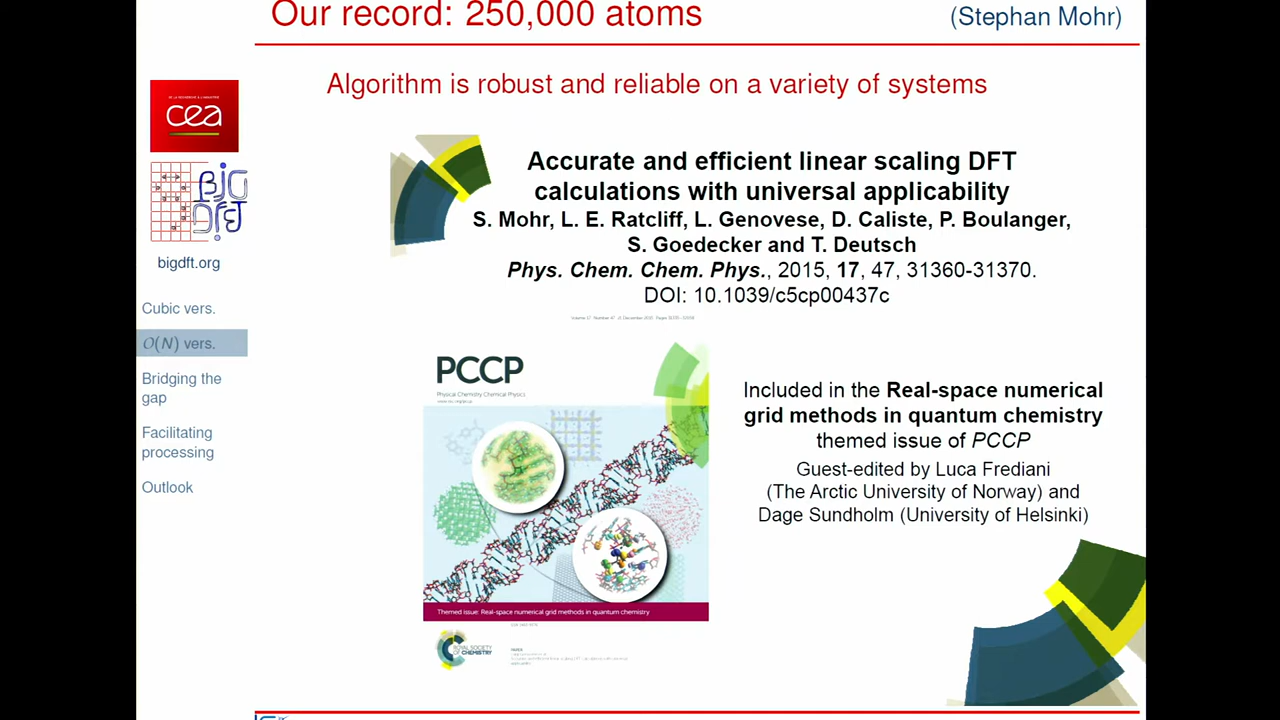 Our record: 250,000 atoms
(Stephan Mohr)
Algorithm is robust and reliable on a variety of systems
cea
BigDFT
bigdft.org
Cubic vers.
O(N) vers.
Bridging the
gap
Facilitating
processing
Outlook
Accurate and efficient linear scaling DFT
calculations with universal applicability
S. Mohr, L. E. Ratcliff, L. Genovese, D. Caliste, P. Boulanger,
S. Goedecker and T. Deutsch
Phys. Chem. Chem. Phys., 2015, 17, 47, 31360-31370.
DOI: 10.1039/c5cp00437c
PCCP
Physical Chemistry Chemical Physics
Themed issue: Real-space numerical grid methods in quantum chemistry
ROYAL SOCIETY
OF CHEMISTRY
Included in the Real-space numerical
grid methods in quantum chemistry
themed issue of PCCP
Guest-edited by Luca Frediani
(The Arctic University of Norway) and
Dage Sundholm (University of Helsinki)